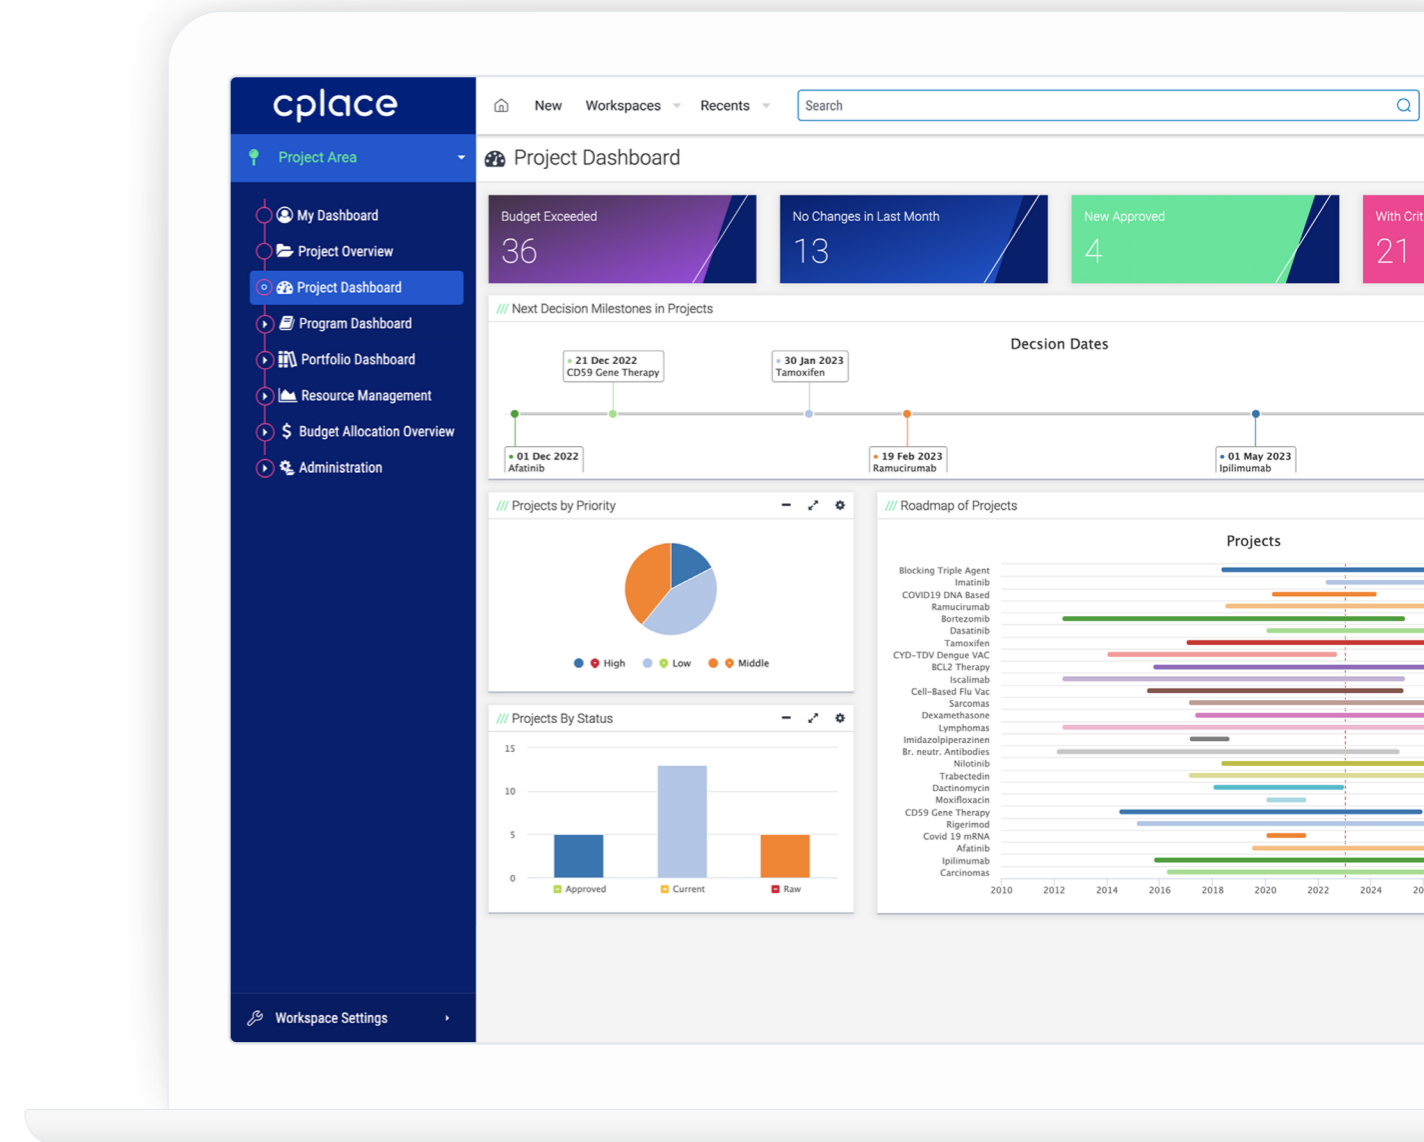 cplace
New Workspaces Recents Search
Project Area
Project Dashboard
My Dashboard
Project Overview
Project Dashboard
Program Dashboard
Portfolio Dashboard
Resource Management
Budget Allocation Overview
Administration
Workspace Settings
Budget Exceeded
36
No Changes in Last Month
13
New Approved
4
With Crit
21
/// Next Decision Milestones in Projects
Decsion Dates
21 Dec 2022
CD59 Gene Therapy
30 Jan 2023
Tamoxifen
01 Dec 2022
Afatinib
19 Feb 2023
Ramucirumab
01 May 2023
Ipilimumab
/// Projects by Priority
High Low Middle
/// Projects By Status
15
10
5
0
Approved Current Raw
/// Roadmap of Projects
Projects
Blocking Triple Agent
Imatinib
COVID19 DNA Based
Ramucirumab
Bortezomib
Dasatinib
Tamoxifen
CYD-TDV Dengue VAC
BCL2 Therapy
Iscalimab
Cell-Based Flu Vac
Sarcomas
Dexamethasone
Lymphomas
Imidazolpiperazinen
Br. neutr. Antibodies
Nilotinib
Trabectedin
Dactinomycin
Moxifloxacin
CD59 Gene Therapy
Rigerimod
Covid 19 mRNA
Afatinib
Ipilimumab
Carcinomas
2010 2012 2014 2016 2018 2020 2022 2024 20